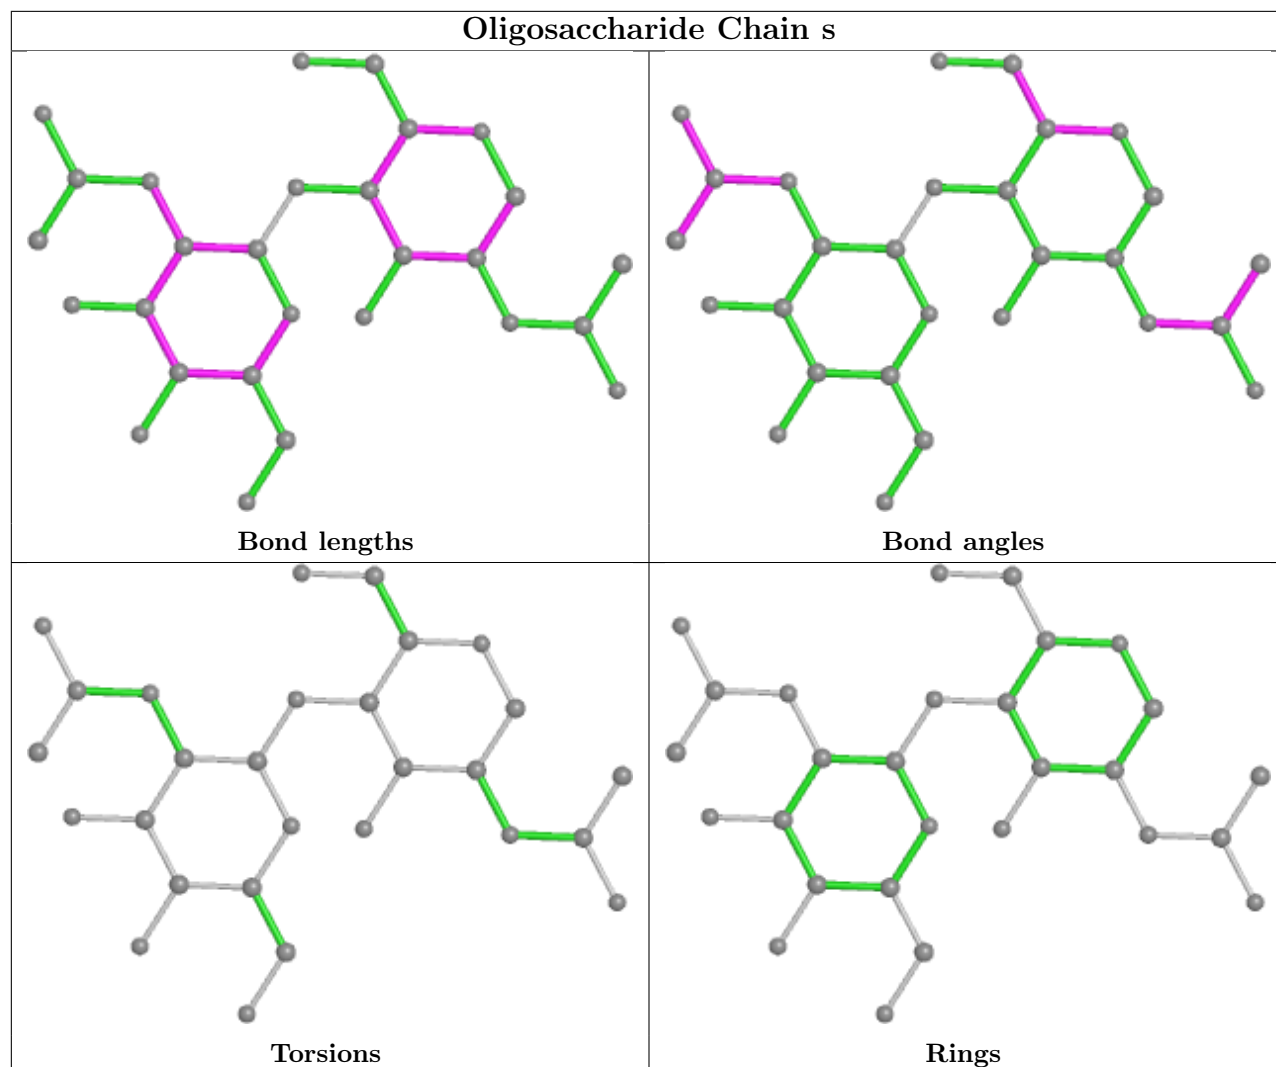 Oligosaccharide Chain s
Bond lengths
Bond angles
Torsions
Rings